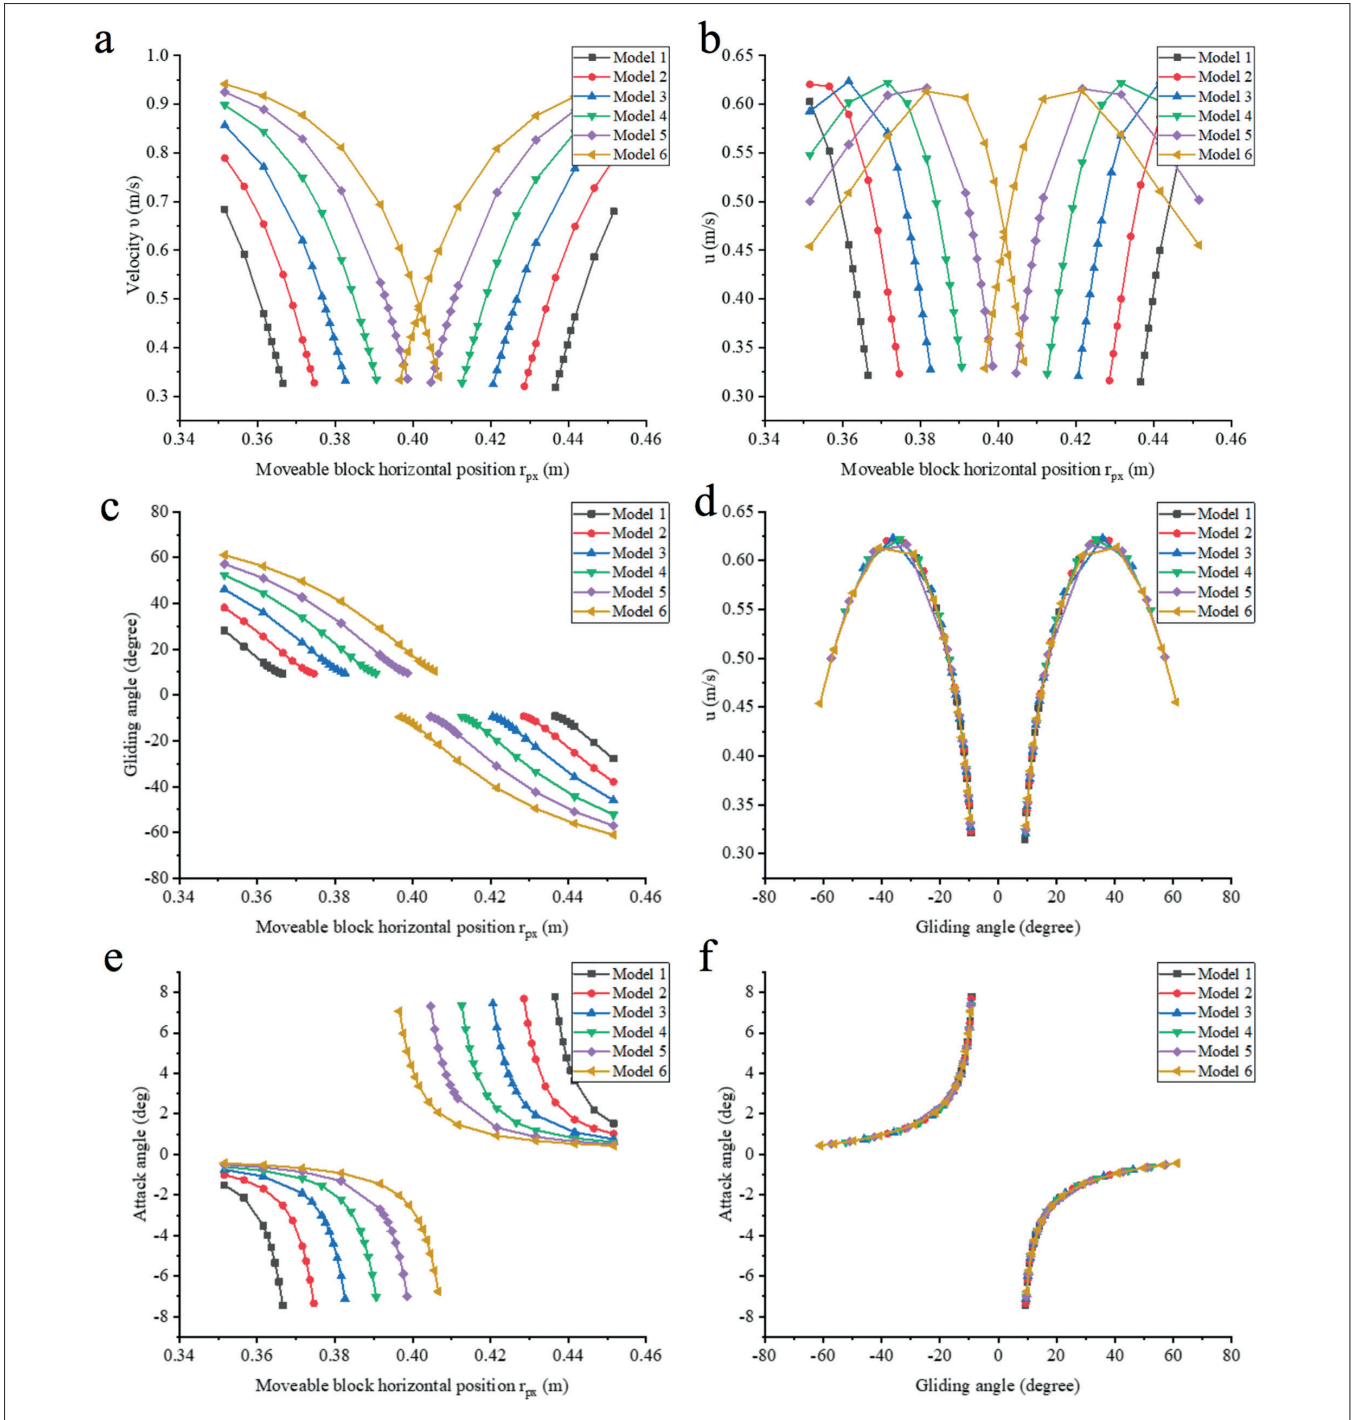 a
Velocity υ (m/s)
1.0
0.9
0.8
0.7
0.6
0.5
0.4
0.3
0.34 0.36 0.38 0.40 0.42 0.44 0.46
Moveable block horizontal position rpx (m)
Model 1
Model 2
Model 3
Model 4
Model 5
Model 6
b
u (m/s)
0.65
0.60
0.55
0.50
0.45
0.40
0.35
0.30
0.34 0.36 0.38 0.40 0.42 0.44 0.46
Moveable block horizontal position rpx (m)
Model 1
Model 2
Model 3
Model 4
Model 5
Model 6
c
Gliding angle (degree)
80
60
40
20
0
-20
-40
-60
-80
0.34 0.36 0.38 0.40 0.42 0.44 0.46
Moveable block horizontal position rpx (m)
Model 1
Model 2
Model 3
Model 4
Model 5
Model 6
d
u (m/s)
0.65
0.60
0.55
0.50
0.45
0.40
0.35
0.30
-80 -60 -40 -20 0 20 40 60 80
Gliding angle (degree)
Model 1
Model 2
Model 3
Model 4
Model 5
Model 6
e
Attack angle (deg)
8
6
4
2
0
-2
-4
-6
-8
0.34 0.36 0.38 0.40 0.42 0.44 0.46
Moveable block horizontal position rpx (m)
Model 1
Model 2
Model 3
Model 4
Model 5
Model 6
f
Attack angle (deg)
8
6
4
2
0
-2
-4
-6
-8
-80 -60 -40 -20 0 20 40 60 80
Gliding angle (degree)
Model 1
Model 2
Model 3
Model 4
Model 5
Model 6